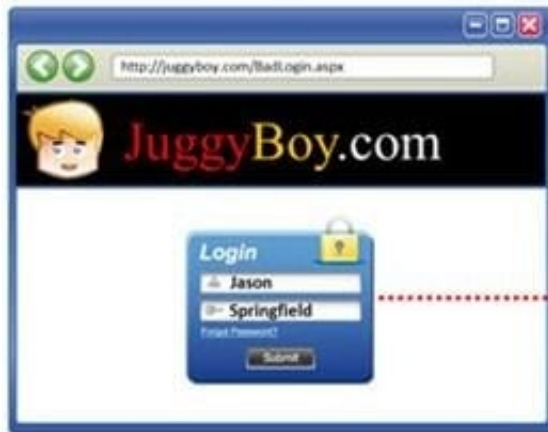 http://juggyboy.com/BadLogin.aspx
JuggyBoy.com
Login
Jason
Springfield
Forgot Password?
Submit